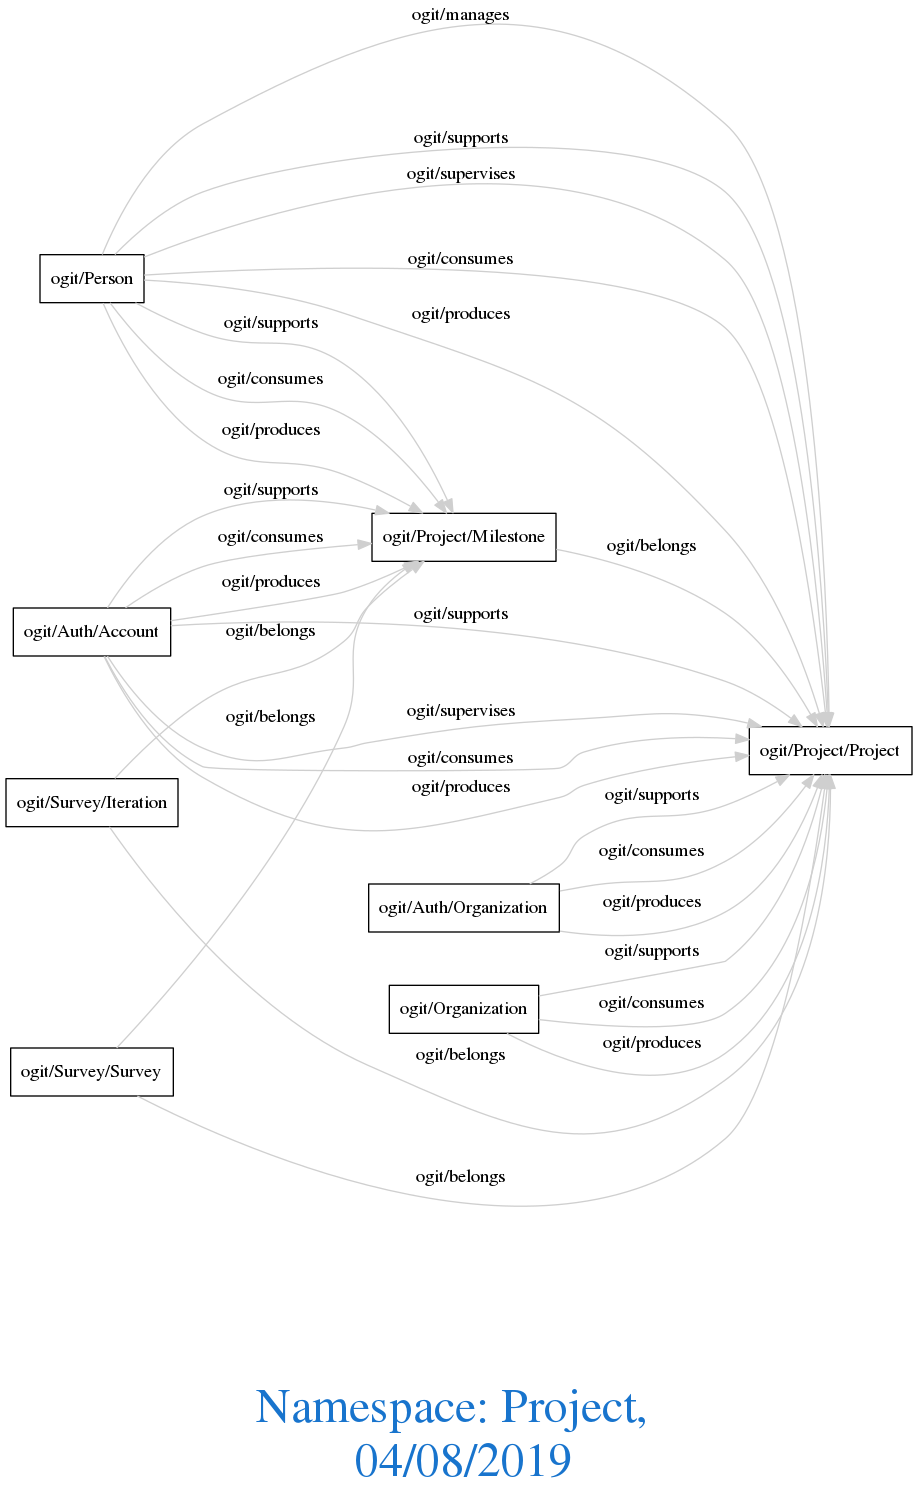 ogit/manages
ogit/supports
ogit/supervises
ogit/consumes
ogit/Person
ogit/produces
ogit/supports
ogit/consumes
ogit/produces
ogit/supports
ogit/consumes
ogit/Project/Milestone
ogit/belongs
ogit/produces
ogit/supports
ogit/Auth/Account
ogit/belongs
ogit/supervises
ogit/belongs
ogit/Project/Project
ogit/consumes
ogit/produces
ogit/supports
ogit/Survey/Iteration
ogit/consumes
ogit/produces
ogit/Auth/Organization
ogit/supports
ogit/consumes
ogit/Organization
ogit/produces
ogit/belongs
ogit/Survey/Survey
ogit/belongs
Namespace: Project,
04/08/2019